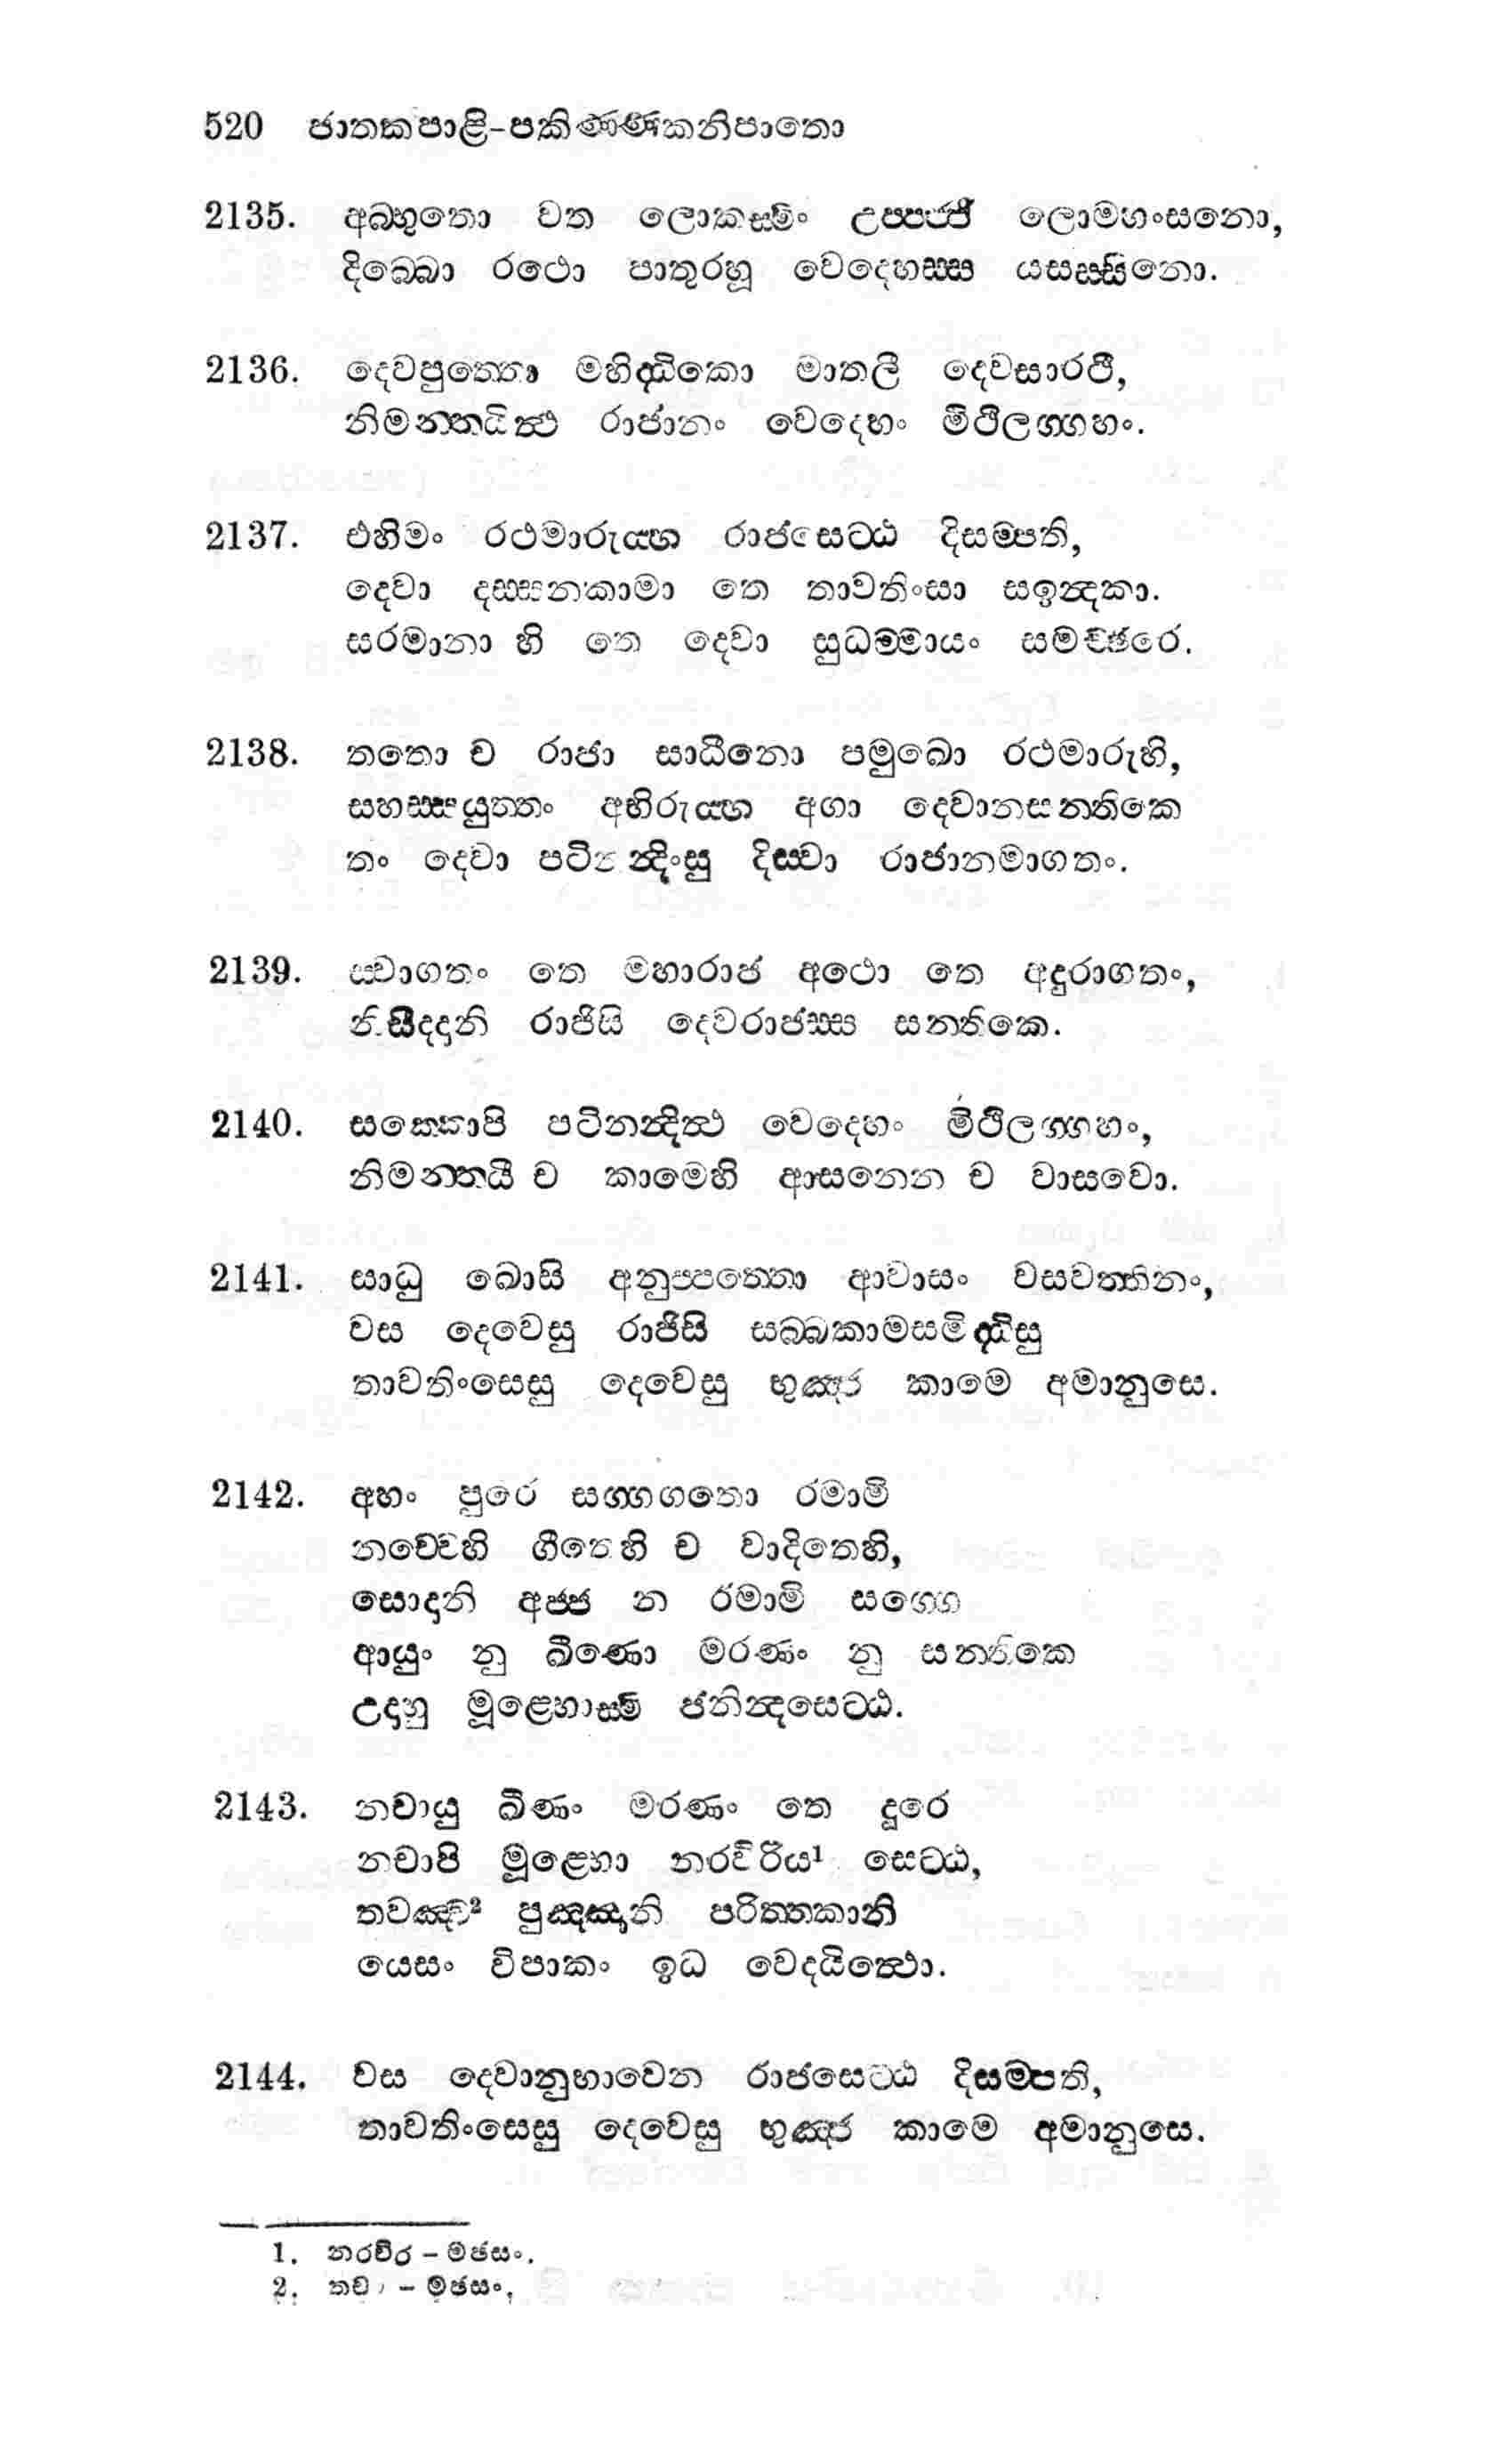 520 ජාතකපාළි-පකිණ්ණකනිපාතො
2135. අබ්භුතො වත ලොකස්මිං උප්පජ්ජි ලොමහංසනො,
දිබ්බො රථො පාතුරහූ වෙදෙහස්ස යසස්සිනො.
2136. දෙවපුත්තො මහිද්ධිකො මාතලි දෙවසාරථී,
නිමන්තයිත්ථ රාජානං වෙදෙහං මිථිලග්ගහං.
2137. එහිමං රථමාරුය්හ රාජසෙට්ඨ දිසම්පති,
දෙවා දස්සනකාමා තෙ තාවතිංසා සඉන්දකා.
සරමානා හි තෙ දෙවා සුධම්මායං සමච්ඡරෙ.
2138. තතො ච රාජා සාධීනො පමුඛො රථමාරුහි,
සහස්සයුත්තං අභිරුය්හ අගා දෙවානසන්තිකෙ
තං දෙවා පටිනන්දිංසු දිස්වා රාජානමාගතං.
2139. ස්වාගතං තෙ මහාරාජ අථො තෙ අදුරාගතං,
නිසීදදානි රාජිසි දෙවරාජස්ස සන්තිකෙ.
2140. සක්කොපි පටිනන්දිත්ථ වෙදෙහං මිථිලග්ගහං,
නිමන්තයී ච කාමෙහි ආසනෙන ච වාසවො.
2141. සාධු ඛොසි අනුප්පත්තො ආවාසං වසවත්තිනං,
වස දෙවෙසු රාජිසි සබ්බකාමසමිද්ධිසු
තාවතිංසෙසු දෙවෙසු භුඤ්ජ කාමෙ අමානුසෙ.
2142. අහං පුරෙ සග්ගගතො රමාමි
නච්චෙහි ගීතෙහි ච වාදිතෙහි,
සොදානි අජ්ජ න රමාමි සග්ගෙ
ආයුං නු ඛීණො මරණං නු සන්තිකෙ
උදාහු මූළ්හොස්මි ජනින්දසෙට්ඨ.
2143. නචායු ඛීණං මරණං තෙ දූරෙ
නචාපි මූළ්හො නරවිරිය¹ සෙට්ඨ,
තවඤ්ච² පුඤ්ඤානි පරිත්තකානි
යෙසං විපාකං ඉධ වෙදයිත්ථො.
2144. වස දෙවානුභාවෙන රාජසෙට්ඨ දිසම්පති,
තාවතිංසෙසු දෙවෙසු භුඤ්ජ කාමෙ අමානුසෙ.
1. නරවීර - මජසං.
2. තව - මජසං.